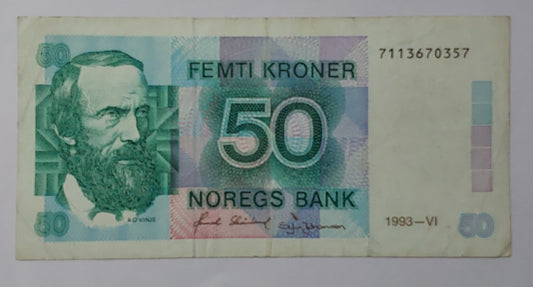 50
FEMTI KRONER
7113670357
50
NOREGS BANK
50
A O VINJE
1993—VI
50